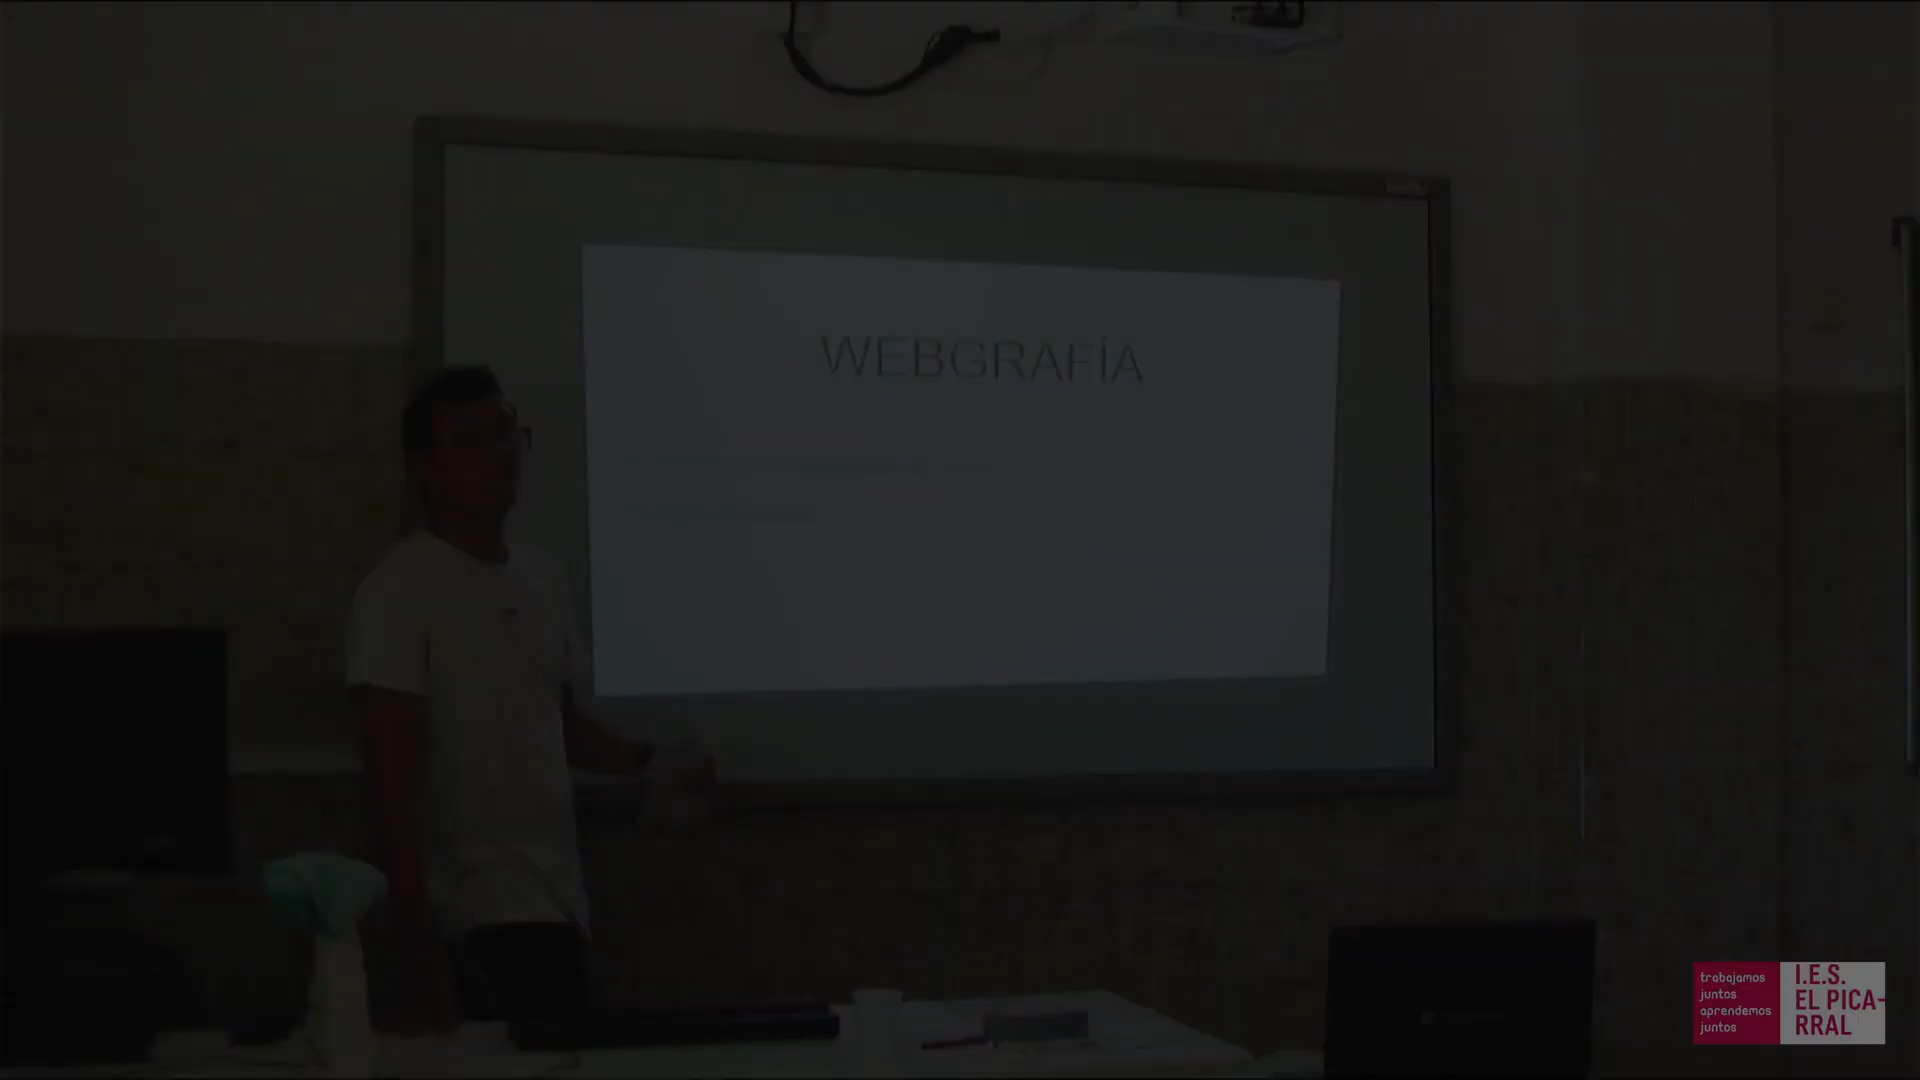 WEBGRAFÍA
trabajamos
juntos
aprendemos
juntos
I.E.S.
EL PICA-
RRAL